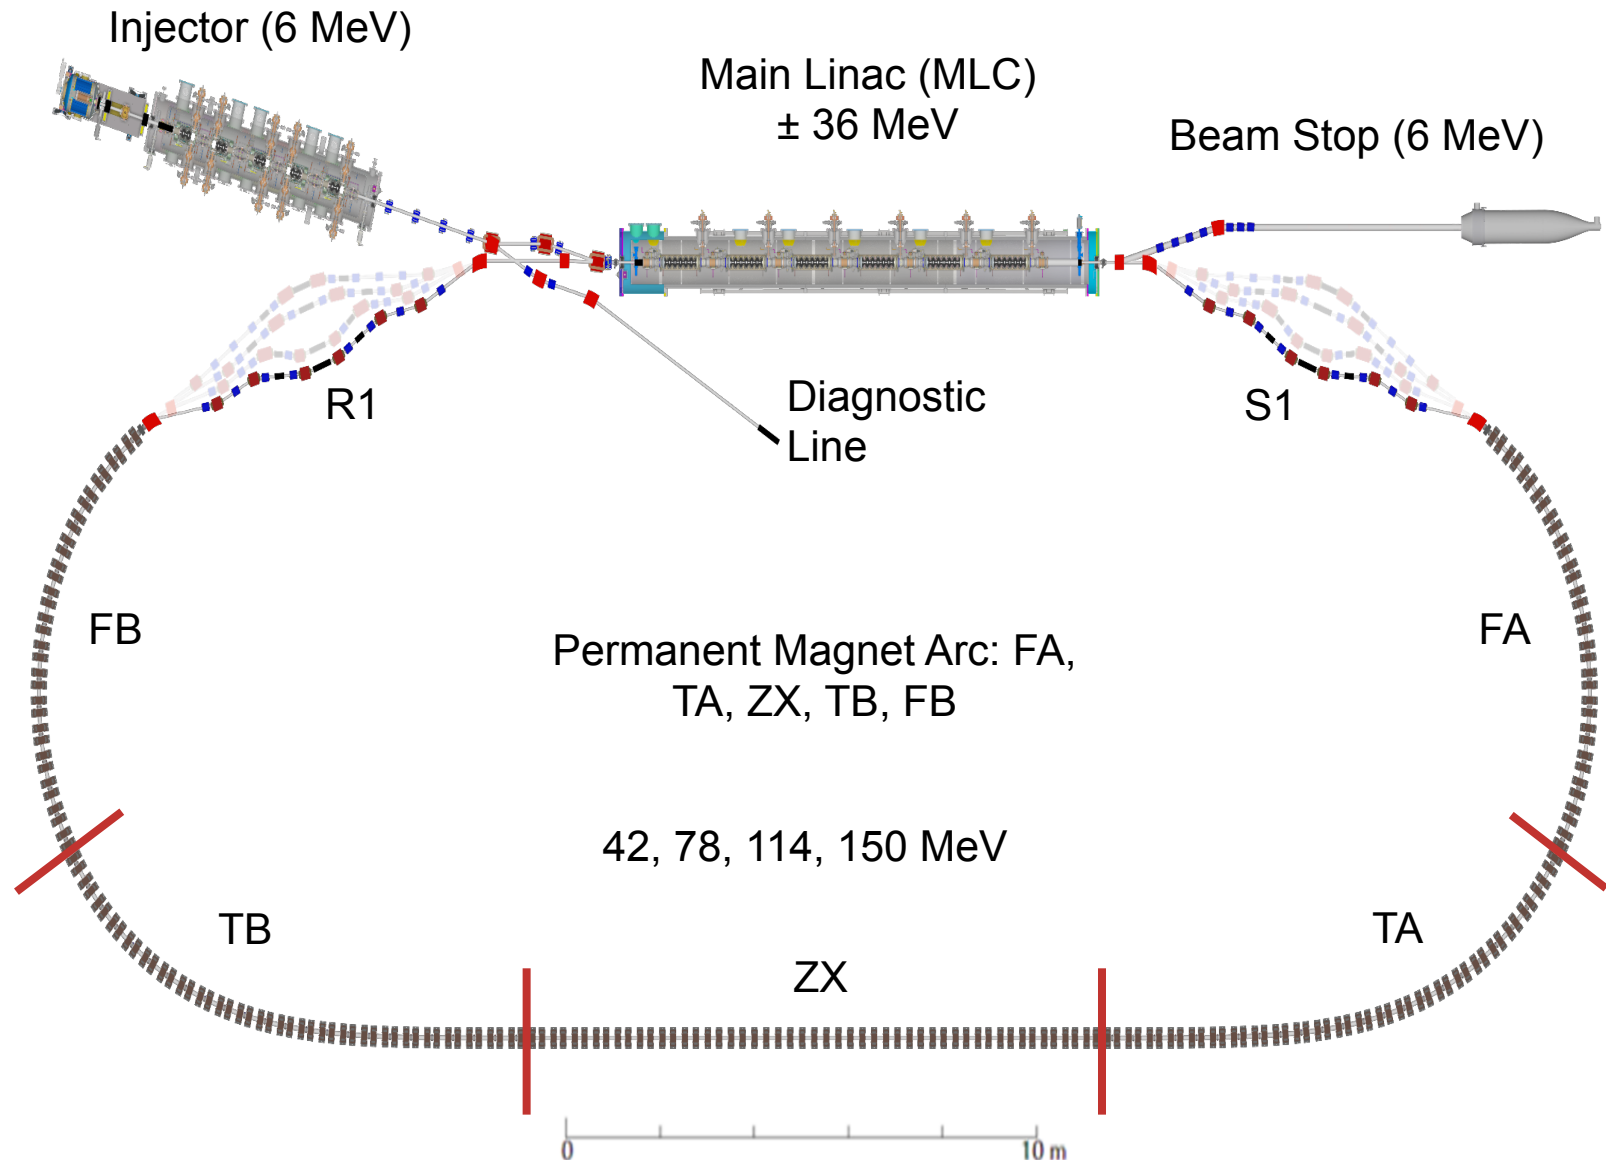 Injector (6 MeV)
Main Linac (MLC)
± 36 MeV
Beam Stop (6 MeV)
R1
Diagnostic
Line
S1
FB
FA
Permanent Magnet Arc: FA,
TA, ZX, TB, FB
42, 78, 114, 150 MeV
TB
TA
ZX
0
10 m